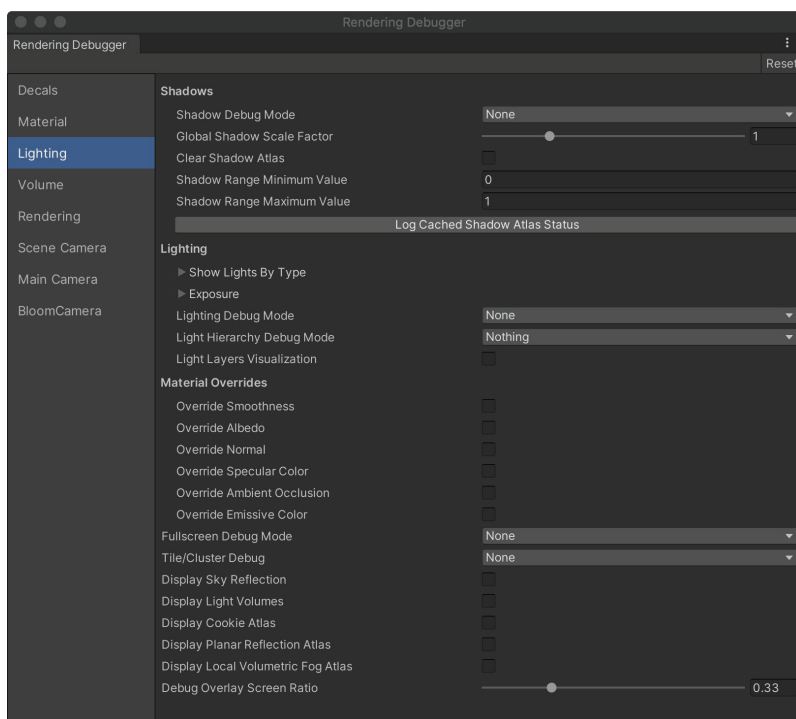 Rendering Debugger
Rendering Debugger
Reset
Decals
Material
Lighting
Volume
Rendering
Scene Camera
Main Camera
BloomCamera
Shadows
Shadow Debug Mode None
Global Shadow Scale Factor 1
Clear Shadow Atlas
Shadow Range Minimum Value 0
Shadow Range Maximum Value 1
Log Cached Shadow Atlas Status
Lighting
Show Lights By Type
Exposure
Lighting Debug Mode None
Light Hierarchy Debug Mode Nothing
Light Layers Visualization
Material Overrides
Override Smoothness
Override Albedo
Override Normal
Override Specular Color
Override Ambient Occlusion
Override Emissive Color
Fullscreen Debug Mode None
Tile/Cluster Debug None
Display Sky Reflection
Display Light Volumes
Display Cookie Atlas
Display Planar Reflection Atlas
Display Local Volumetric Fog Atlas
Debug Overlay Screen Ratio 0.33